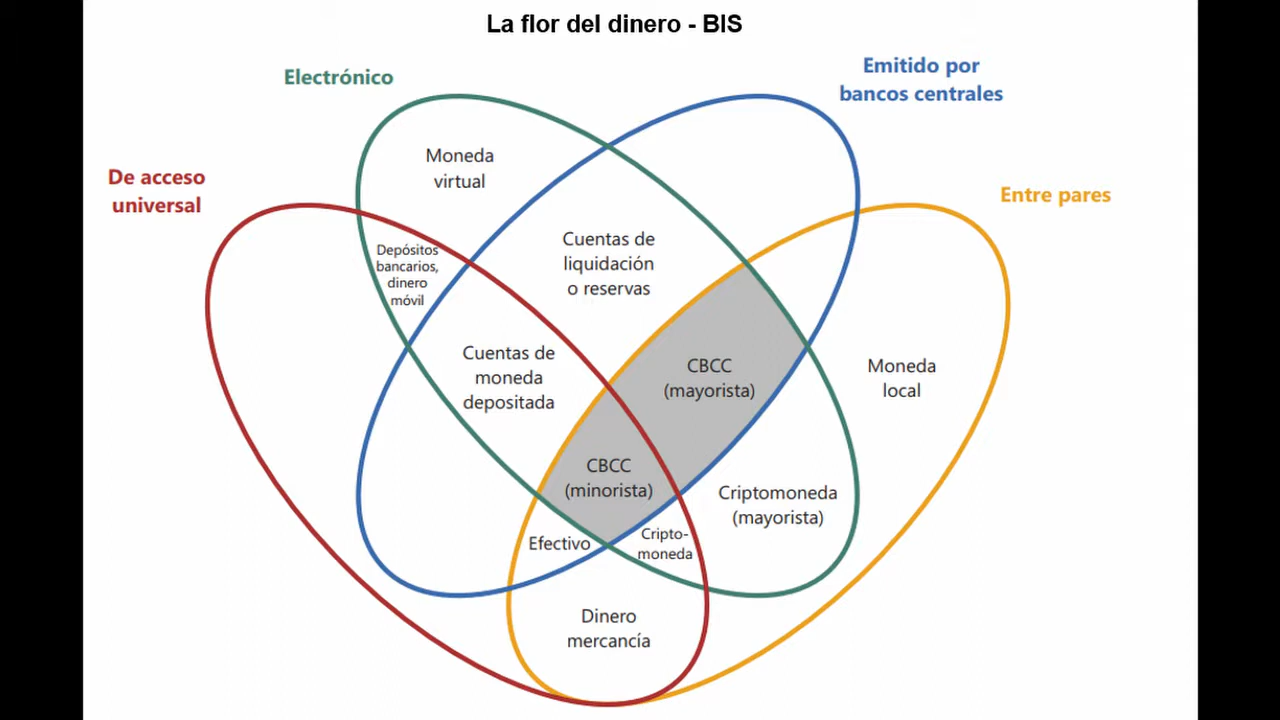 La flor del dinero - BIS
Electrónico
Emitido por
bancos centrales
De acceso
universal
Entre pares
Moneda
virtual
Depósitos
bancarios,
dinero
móvil
Cuentas de
liquidación
o reservas
Cuentas de
moneda
depositada
CBCC
(mayorista)
Moneda
local
CBCC
(minorista)
Criptomoneda
(mayorista)
Efectivo
Cripto-
moneda
Dinero
mercancía